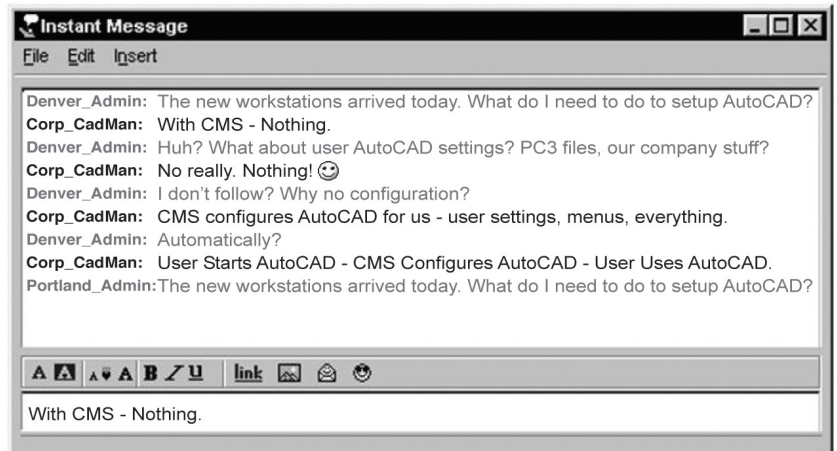 Instant Message
File Edit Insert
Denver_Admin: The new workstations arrived today. What do I need to do to setup AutoCAD?
Corp_CadMan: With CMS - Nothing.
Denver_Admin: Huh? What about user AutoCAD settings? PC3 files, our company stuff?
Corp_CadMan: No really. Nothing!
Denver_Admin: I don't follow? Why no configuration?
Corp_CadMan: CMS configures AutoCAD for us - user settings, menus, everything.
Denver_Admin: Automatically?
Corp_CadMan: User Starts AutoCAD - CMS Configures AutoCAD - User Uses AutoCAD.
Portland_Admin: The new workstations arrived today. What do I need to do to setup AutoCAD?
A A A A B I U link
With CMS - Nothing.